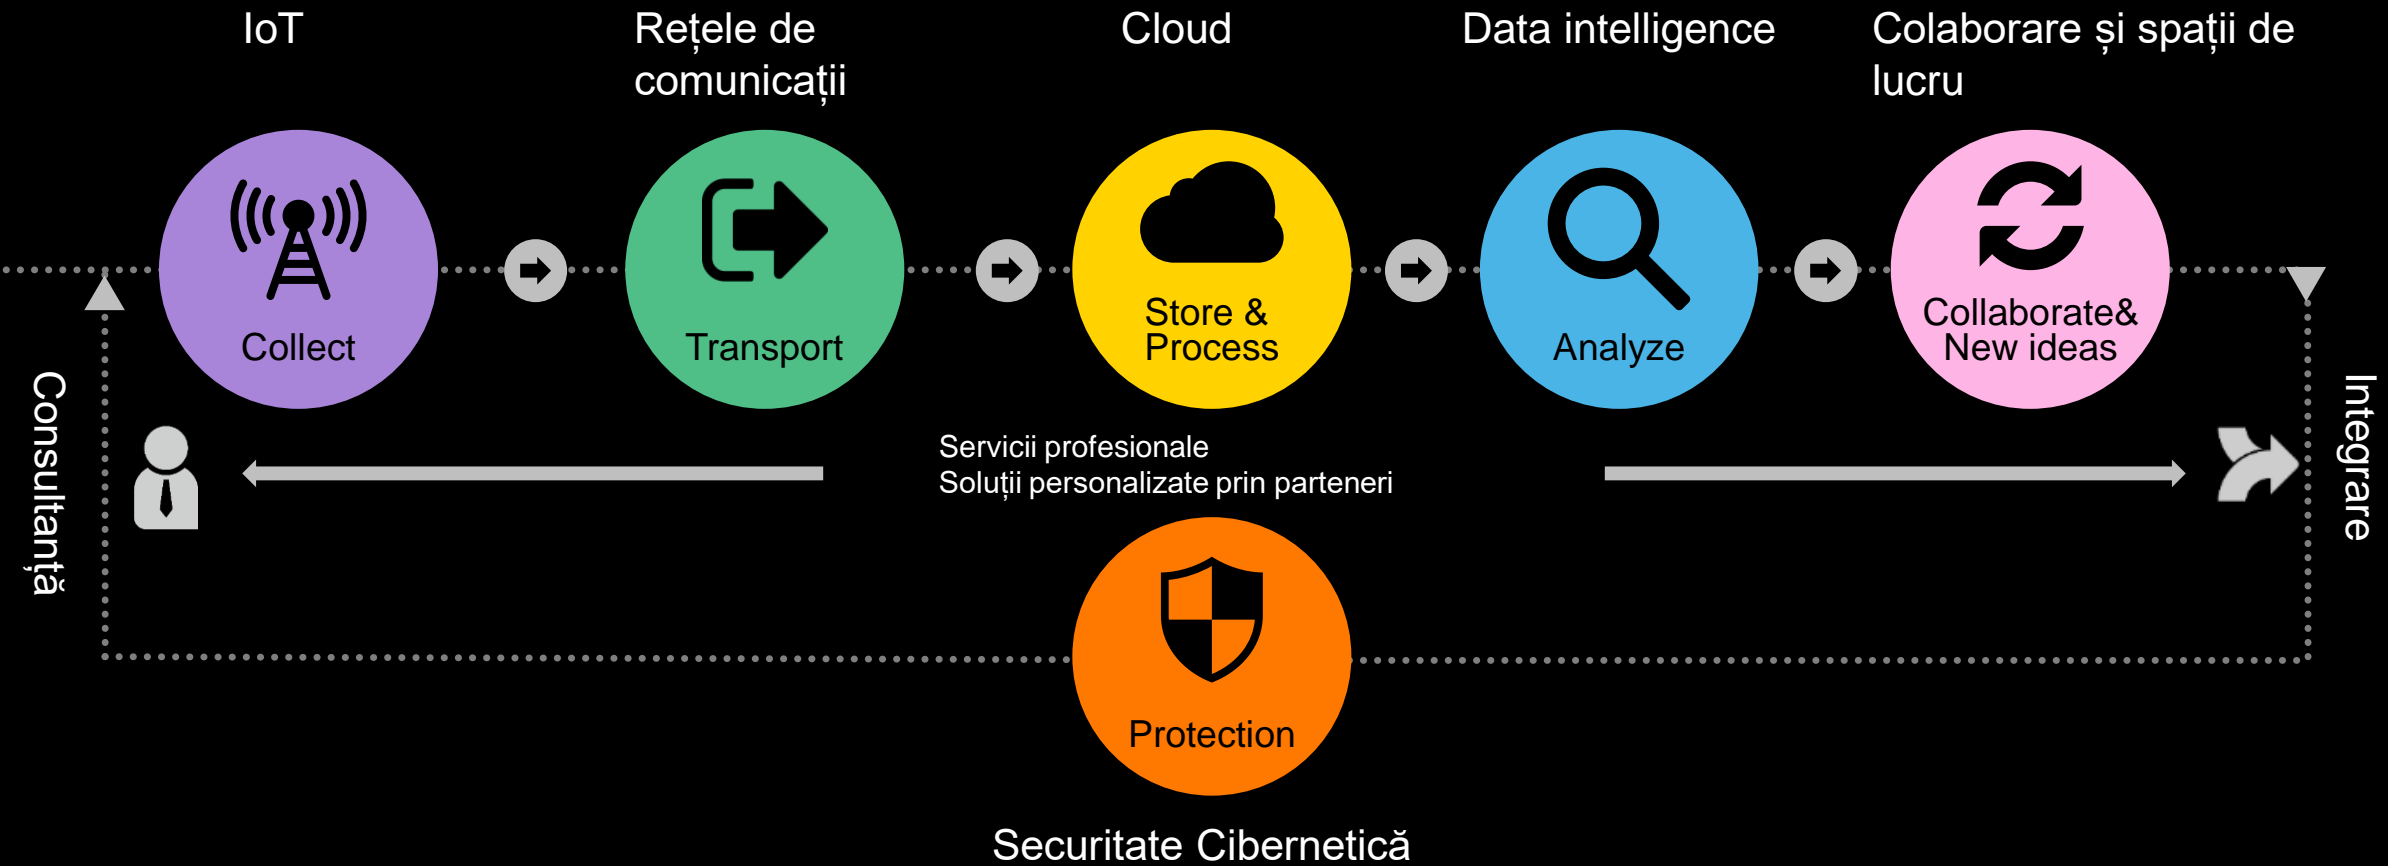 IoT
Rețele de
comunicații
Cloud
Data intelligence
Colaborare și spații de
lucru
Collect
Transport
Store &
Process
Analyze
Collaborate&
New ideas
Consultanță
Servicii profesionale
Soluții personalizate prin parteneri
Integrare
Protection
Securitate Cibernetică